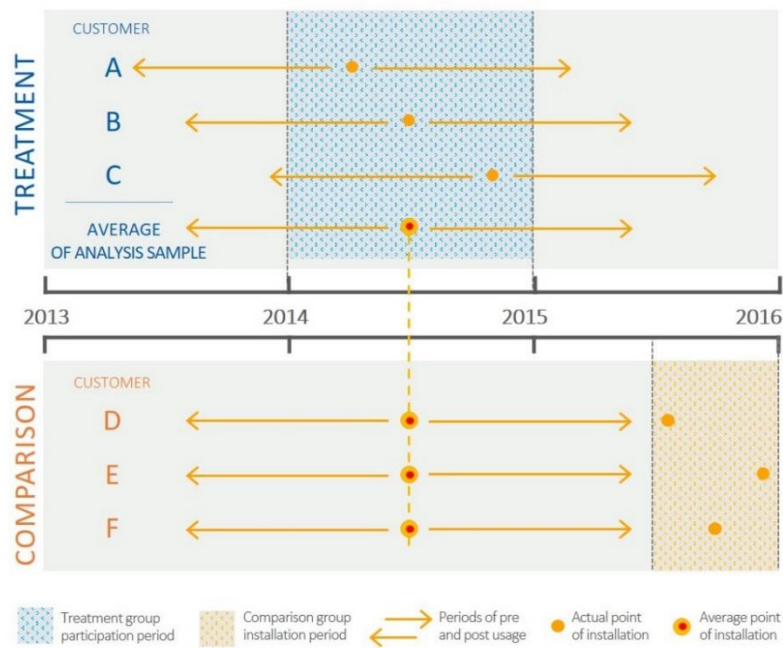 CUSTOMER
TREATMENT
A
B
C
AVERAGE
OF ANALYSIS SAMPLE
2013 2014 2015 2016
CUSTOMER
COMPARISON
D
E
F
Treatment group
participation period
Comparison group
installation period
Periods of pre
and post usage
Actual point
of installation
Average point
of installation